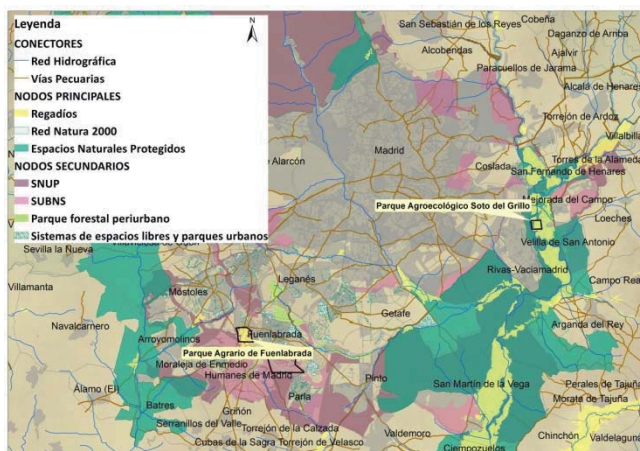 Leyenda
CONECTORES
Red Hidrográfica
Vías Pecuarias
NODOS PRINCIPALES
Regadíos
Red Natura 2000
Espacios Naturales Protegidos
NODOS SECUNDARIOS
SNUP
SUBNS
Parque forestal periurbano
Sistemas de espacios libres y parques urbanos
N
N
San Sebastián de los Reyes
Cobeña
Daganzo de Arriba
Alcobendas
Ajalvir
Paracuellos de Jarama
Alcalá de Henares
Torrejón de Ardoz
Villalbilla
Madrid
de Alarcón
Coslada
Torres de la Alameda
San Fernando de Henares
Parque Agroecológico Soto del Grillo
Mejorada del Campo
Loeches
Velilla de San Antonio
Sevilla la Nueva
Villamanta
Leganés
Rivas-Vaciamadrid
Campo Real
Móstoles
Getafe
Navalcarnero
Arroyomolinos
Fuenlabrada
Arganda del Rey
Parque Agrario de Fuenlabrada
Moraleja de Enmedio
Humanes de Madrid
Pinto
San Martín de la Vega
Perales de Tajuña
Álamo (El)
Parla
Morata de Tajuña
Batres
Griñón
Serranillos del Valle
Torrejón de la Calzada
Valdemoro
Chinchón
Valdelaguna
Cubas de la Sagra
Torrejón de Velasco
Ciempozuelos